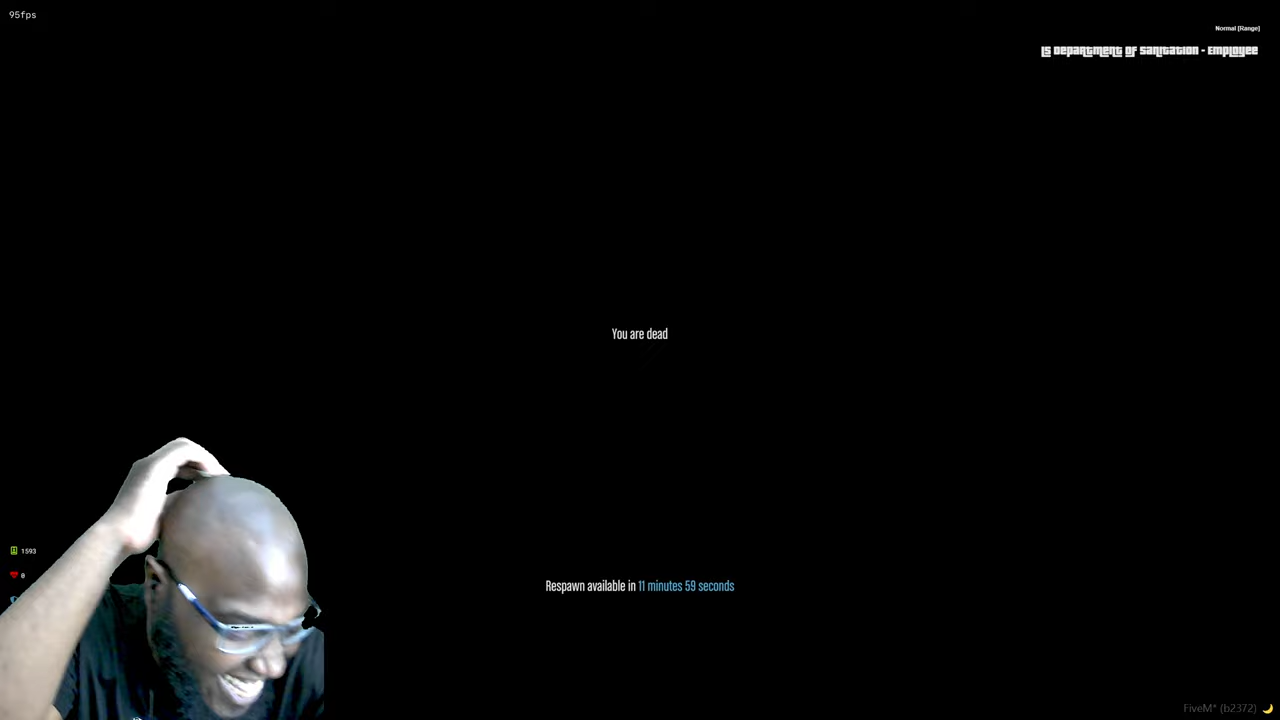 95fps
Normal [Range]
LS Department Of Sanitation - Employee
You are dead
1593
0
Respawn available in 11 minutes 59 seconds
FiveM* (b2372)